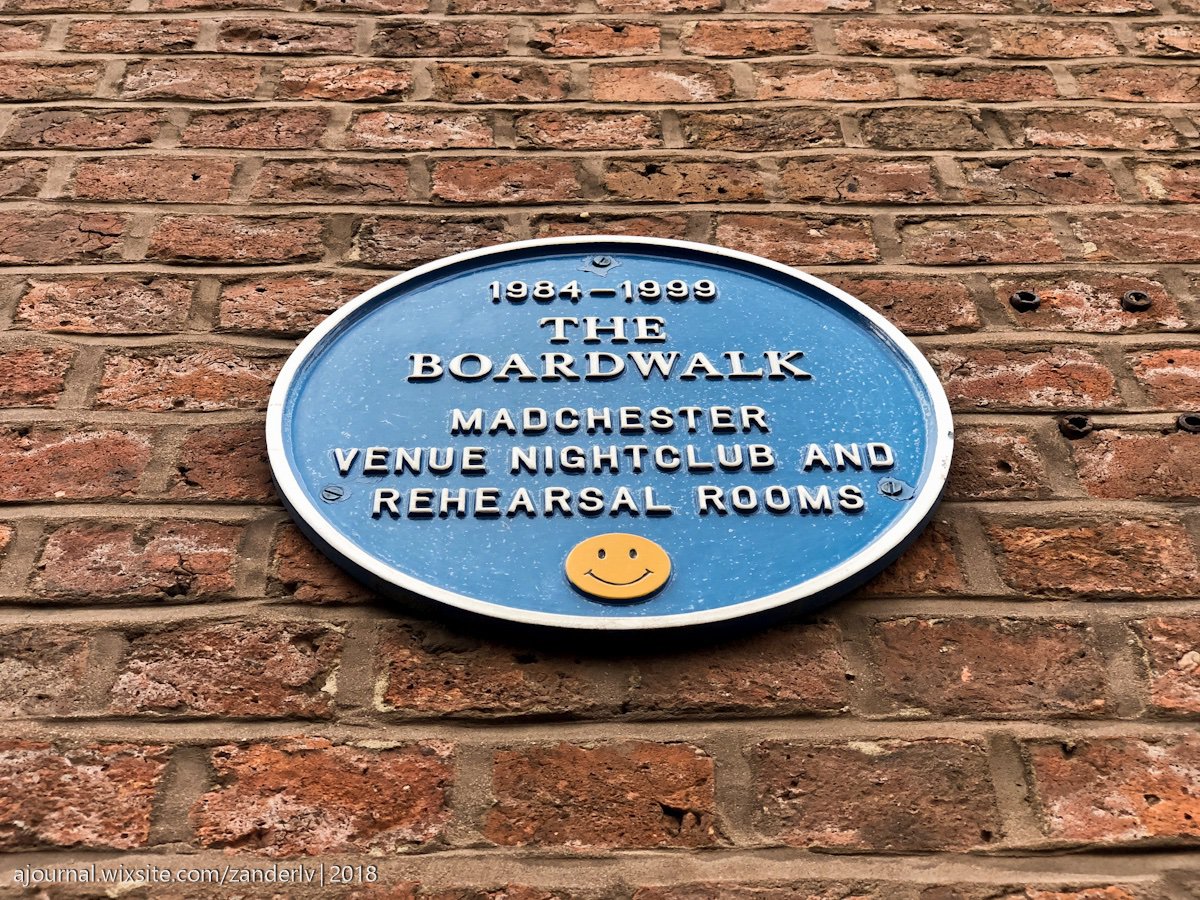 1984-1999
THE
BOARDWALK
MADCHESTER
VENUE NIGHTCLUB AND
REHEARSAL ROOMS
ajournal.wixsite.com/zanderlv|2018